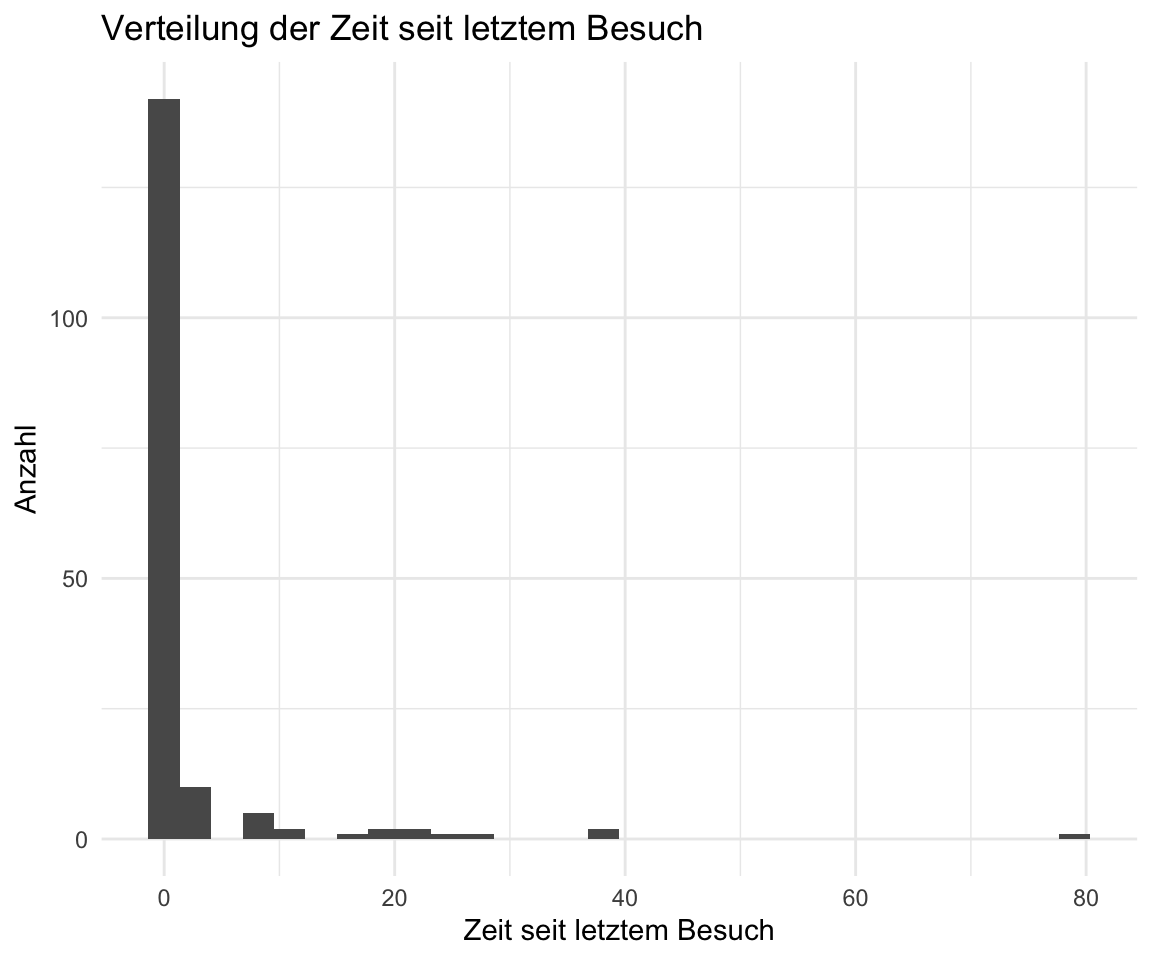 Verteilung der Zeit seit letztem Besuch
Anzahl
100
50
0
0 20 40 60 80
Zeit seit letztem Besuch